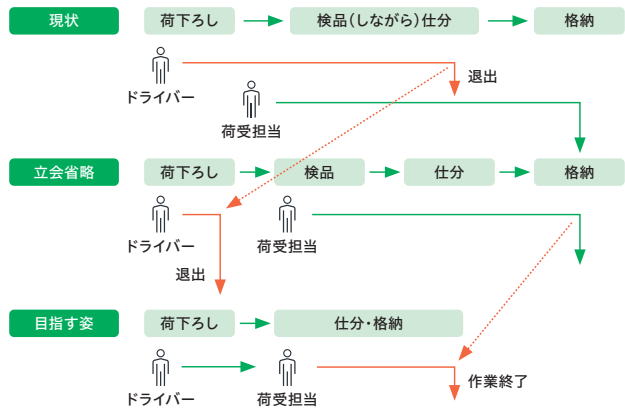 現状
荷下ろし
検品（しながら）仕分
格納
ドライバー
退出
荷受担当
立会省略
荷下ろし
検品
仕分
格納
ドライバー
荷受担当
退出
目指す姿
荷下ろし
仕分・格納
ドライバー
荷受担当
作業終了